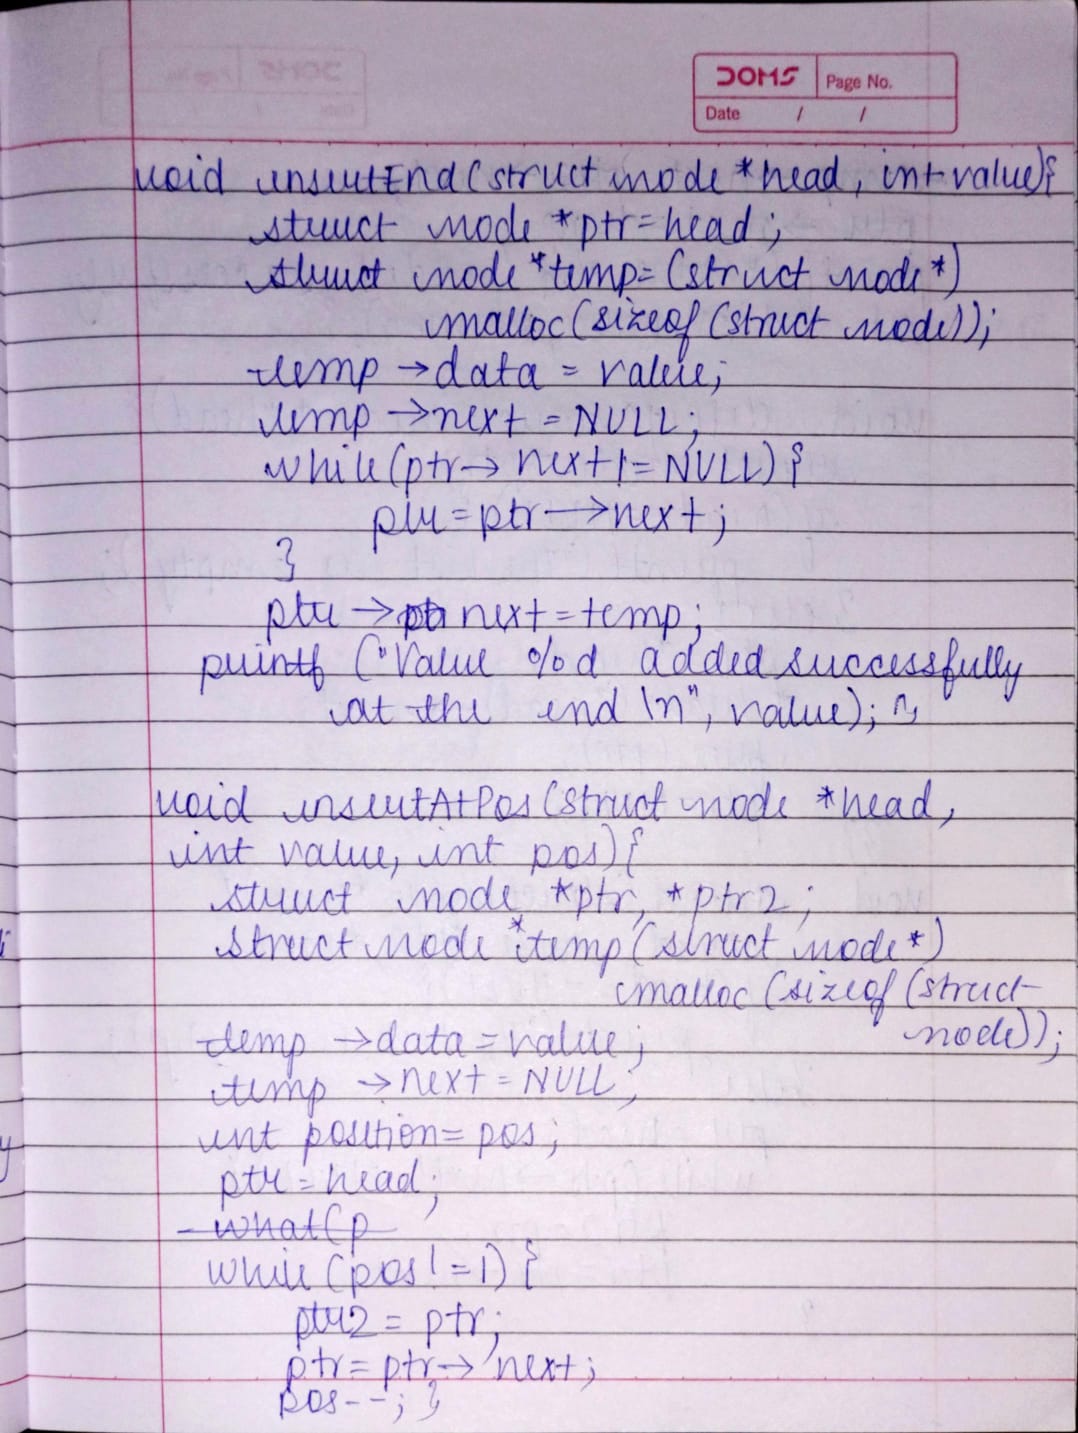 DOMS Page No.
Date / /
void insertEnd(struct node *head, int value){
struct node *ptr=head;
struct node *temp= (struct node*)
malloc(sizeof(struct node));
temp →data = value;
temp →next = NULL;
while(ptr→ next!=NULL){
ptr=ptr→next;
}
ptr → next = temp;
printf ("Value %d added successfully
at the end \n", value); }
void insertAtPos(struct node *head,
int value, int pos){
struct node *ptr, *ptr2;
struct node *temp(struct node*)
malloc (sizeof (struct
node));
temp →data = value;
temp → next = NULL;
int position= pos;
ptr = head;
what(p
while (pos!=1) {
ptr2 = ptr;
ptr= ptr→ next;
pos--; }